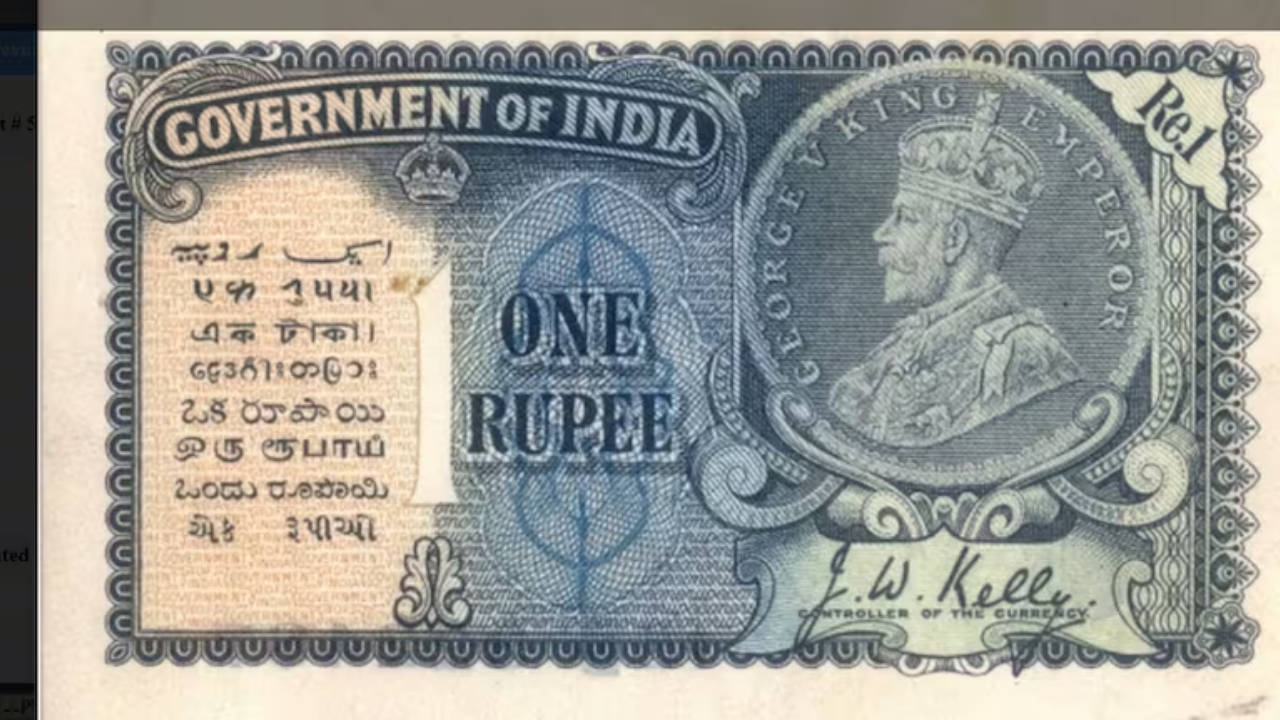 GOVERNMENT OF INDIA
GEORGE V KING EMPEROR
Re.1
ایک روپیہ
एक रुपया
এক টাকা।
ఒక రూపాయి
ஒரு ரூபாய்
ಒಂದು ರೂಪಾಯಿ
એક રૂપીઓ
1
ONE
RUPEE
J. W. Kelly.
CONTROLLER OF THE CURRENCY.